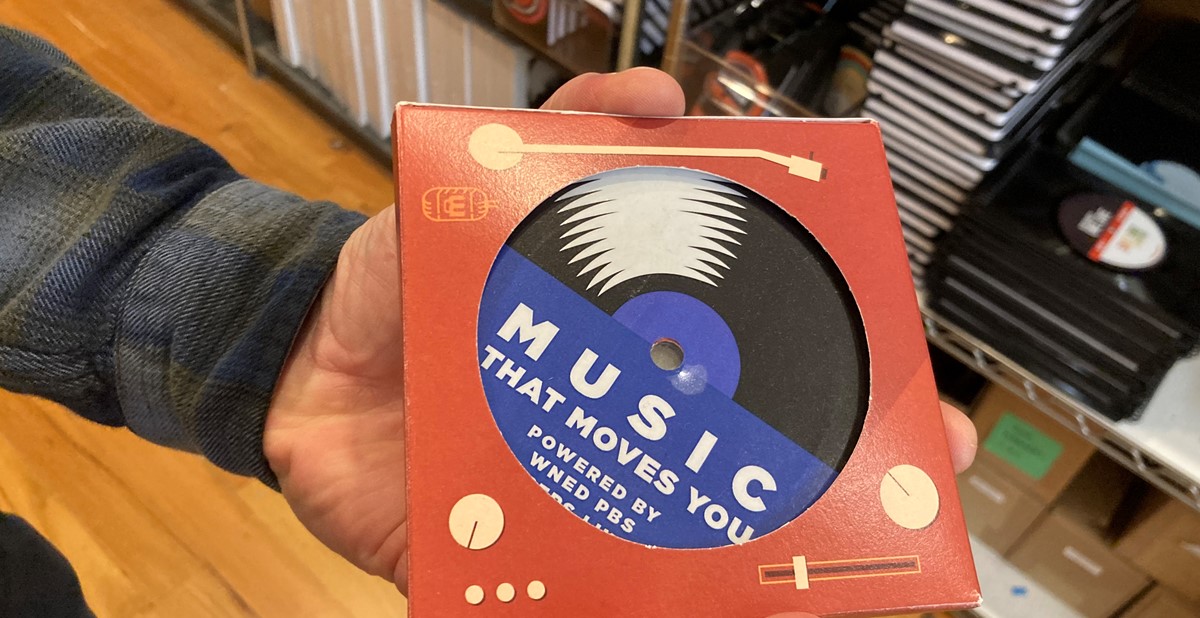 MUSIC
THAT MOVES YOU
POWERED BY
WNED PBS
E